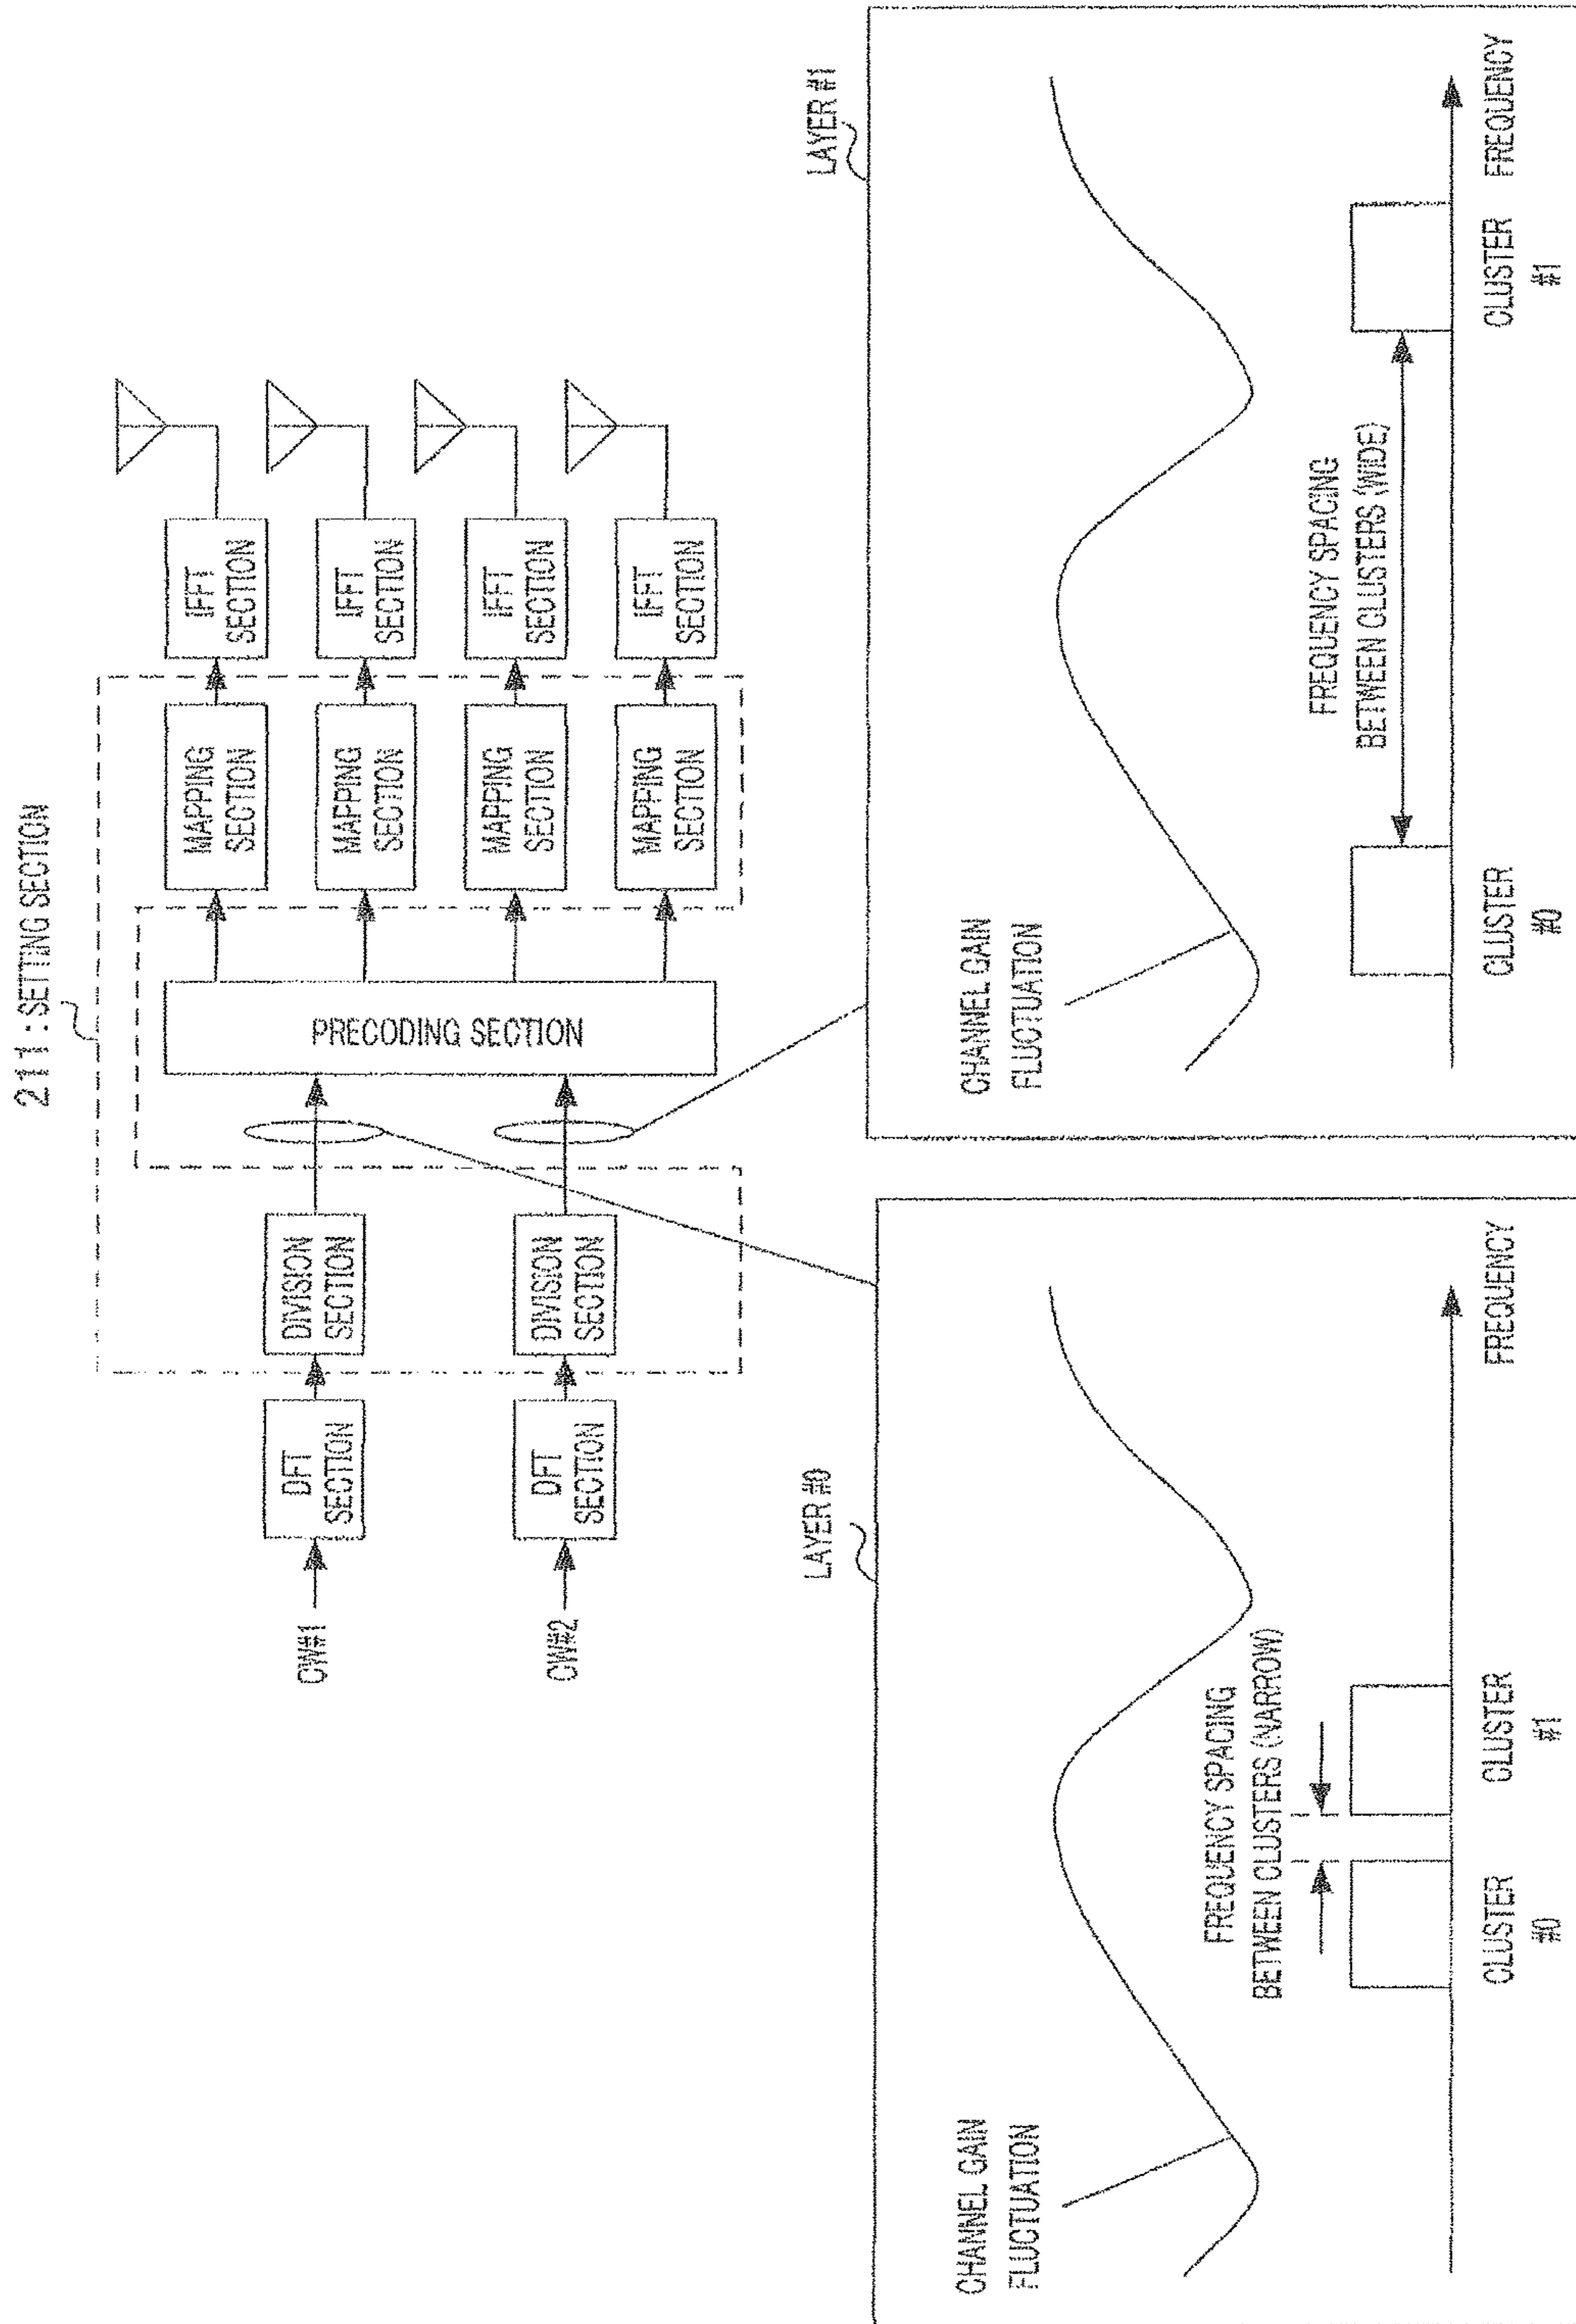 211 : SETTING SECTION
CW#1
DFT
SECTION
DIVISION
SECTION
CW#2
DFT
SECTION
DIVISION
SECTION
PRECODING SECTION
MAPPING
SECTION
IFFT
SECTION
MAPPING
SECTION
IFFT
SECTION
MAPPING
SECTION
IFFT
SECTION
MAPPING
SECTION
IFFT
SECTION
LAYER #0
CHANNEL GAIN
FLUCTUATION
FREQUENCY SPACING
BETWEEN CLUSTERS (NARROW)
CLUSTER
#0
CLUSTER
#1
FREQUENCY
LAYER #1
CHANNEL GAIN
FLUCTUATION
FREQUENCY SPACING
BETWEEN CLUSTERS (WIDE)
CLUSTER
#0
CLUSTER
#1
FREQUENCY